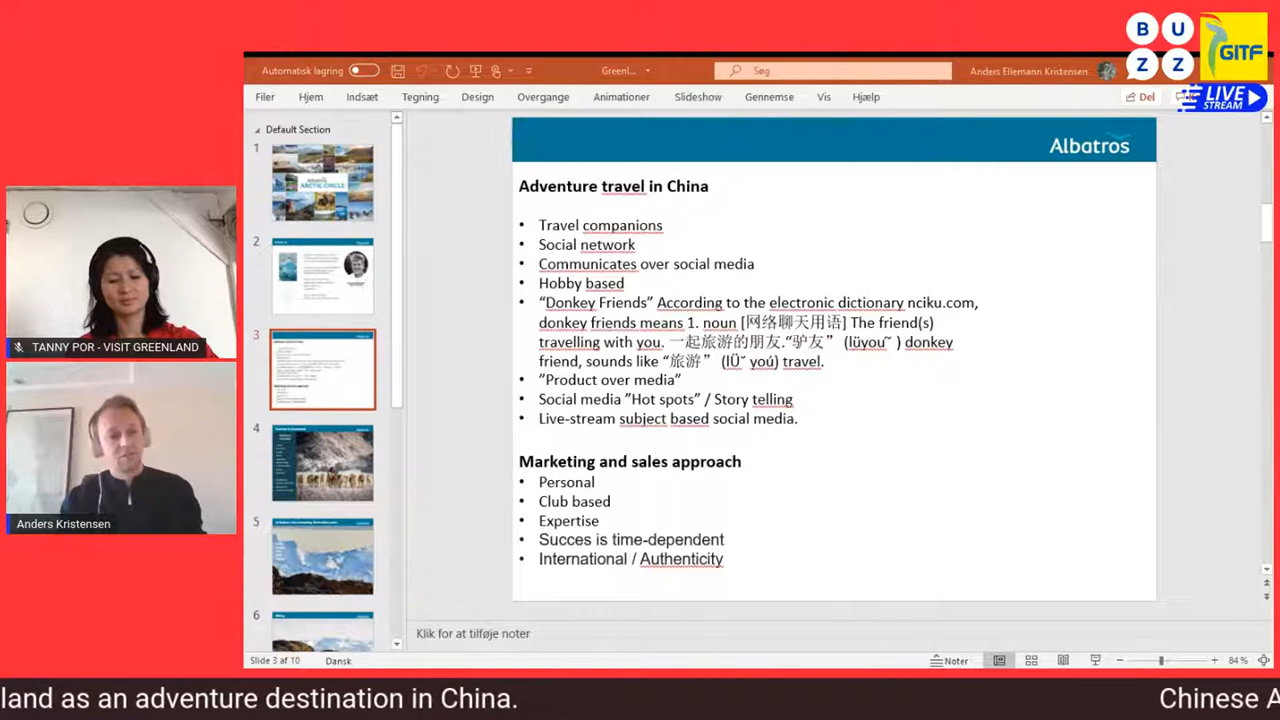 B U
Z Z
GITF
LIVE
STREAM
Automatisk lagring
Greenl...
Søg
Anders Ellemann Kristensen
Filer Hjem Indsæt Tegning Design Overgange Animationer Slideshow Gennemse Vis Hjælp
Del
Default Section
1
2
3
4
5
6
Albatros
Adventure travel in China
• Travel companions
• Social network
• Communicates over social media
• Hobby based
• “Donkey Friends” According to the electronic dictionary nciku.com,
donkey friends means 1. noun [网络聊天用语] The friend(s)
travelling with you. 一起旅游的朋友.“驴友” (lüyou˜ ) donkey
friend, sounds like “旅游” (lÜ˜ yoú) travel.
• ”Product over media”
• Social media ”Hot spots” / Story telling
• Live-stream subject based social media.
Marketing and sales approach
• Personal
• Club based
• Expertise
• Succes is time-dependent
• International / Authenticity
TANNY POR - VISIT GREENLAND
Anders Kristensen
Klik for at tilføje noter
Slide 3 af 10 Dansk
Noter
84 %
land as an adventure destination in China.
Chinese A